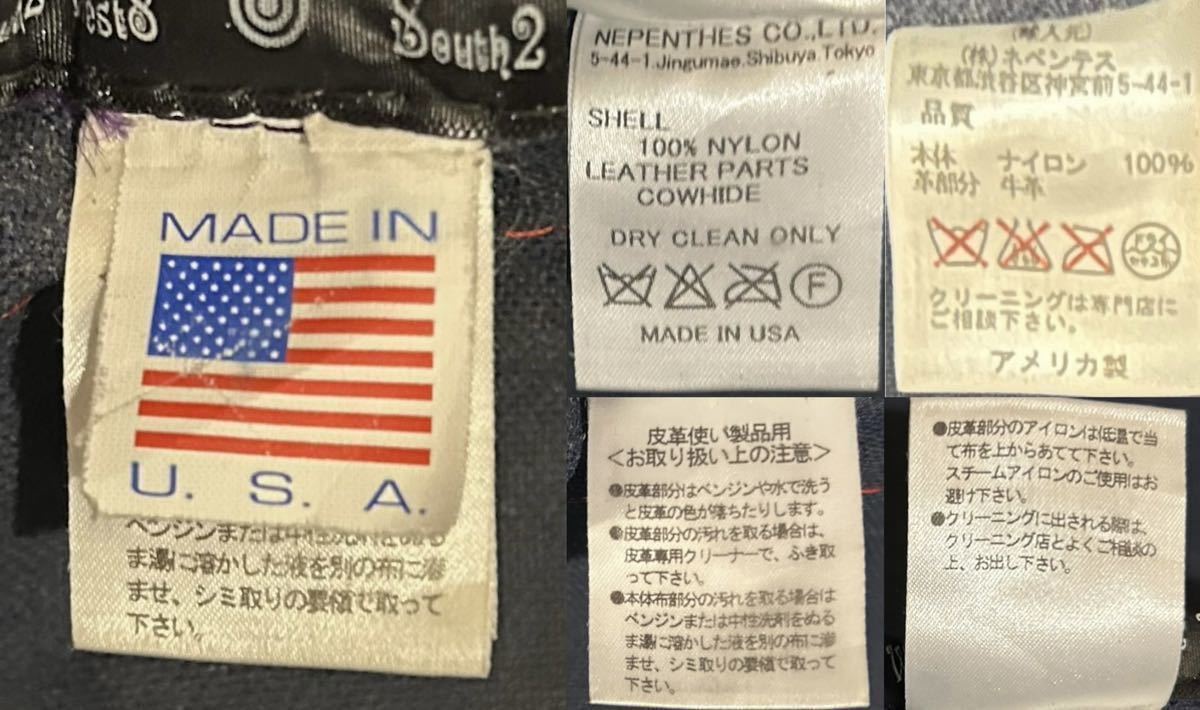 est8
South2
MADE IN
U. S. A.
ベンジンまたは中性洗剤をぬる
ま湯に溶かした液を別の布に滲
ませ、シミ取りの要領で取って
下さい。
NEPENTHES CO.,LTD.
5-44-1.Jingumae.Shibuya.Tokyo
SHELL
100% NYLON
LEATHER PARTS
COWHIDE
DRY CLEAN ONLY
F
MADE IN USA
(輸入元)
(株)ネペンテス
東京都渋谷区神宮前5-44-1
品質
本体 ナイロン 100%
革部分 牛革
ドライ
セキユ系
クリーニングは専門店に
ご相談下さい。
アメリカ製
皮革使い製品用
<お取り扱い上の注意>
●皮革部分はベンジンや水で洗う
と皮革の色が落ちたりします。
●皮革部分の汚れを取る場合は、
皮革専用クリーナーで、ふき取
って下さい。
●本体布部分の汚れを取る場合は
ベンジンまたは中性洗剤をぬる
ま湯に溶かした液を別の布に滲
ませ、シミ取りの要領で取って
下さい。
●皮革部分のアイロンは低温で当
て布を上からあてて下さい。
スチームアイロンのご使用はお
避け下さい。
●クリーニングに出される際は、
クリーニング店とよくご相談の
上、お出し下さい。